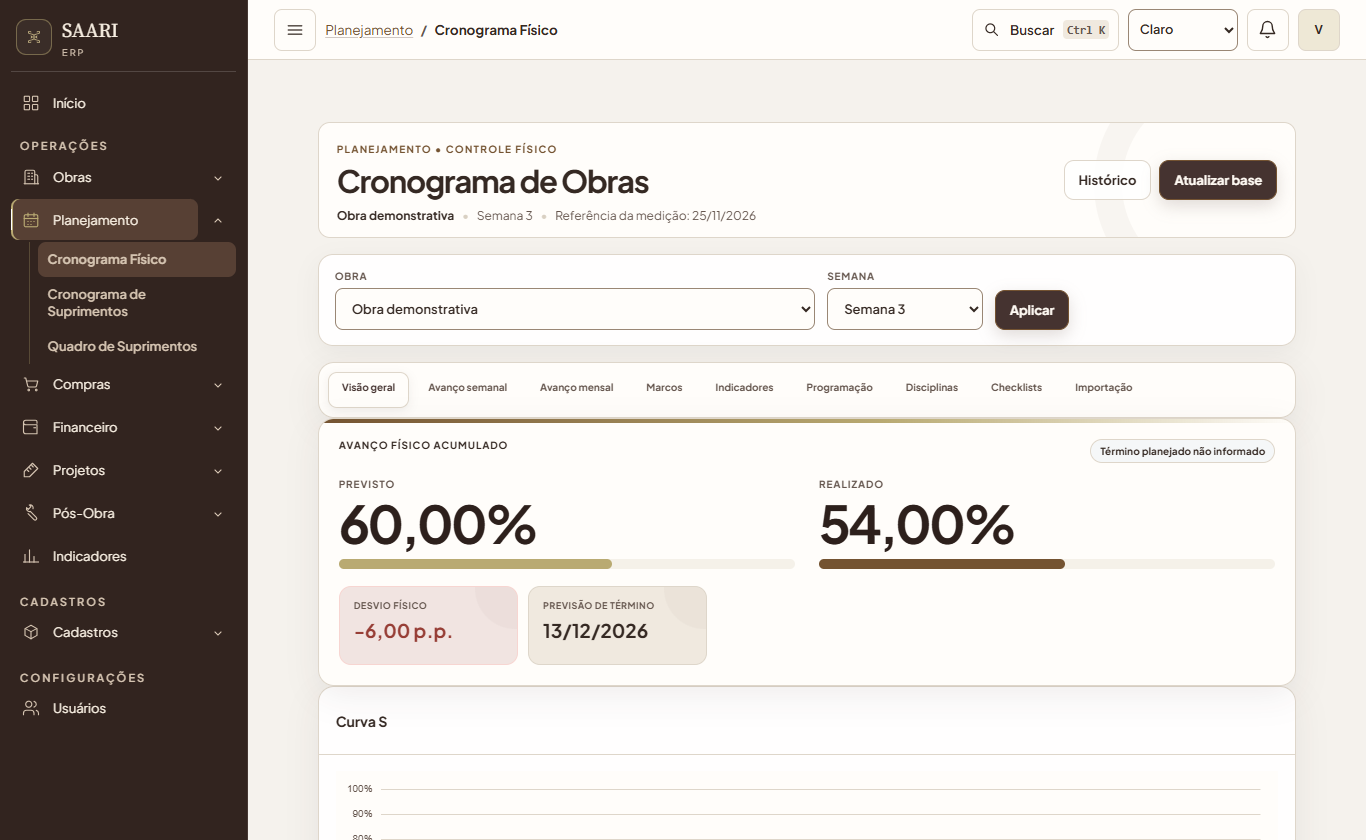 SAARI
ERP
Início
OPERAÇÕES
Obras
Planejamento
Cronograma Físico
Cronograma de
Suprimentos
Quadro de Suprimentos
Compras
Financeiro
Projetos
Pós-Obra
Indicadores
CADASTROS
Cadastros
CONFIGURAÇÕES
Usuários
Planejamento / Cronograma Físico
Buscar Ctrl K
Claro
V
PLANEJAMENTO • CONTROLE FÍSICO
Cronograma de Obras
Obra demonstrativa • Semana 3 • Referência da medição: 25/11/2026
Histórico
Atualizar base
OBRA
Obra demonstrativa
SEMANA
Semana 3
Aplicar
Visão geral Avanço semanal Avanço mensal Marcos Indicadores Programação Disciplinas Checklists Importação
AVANÇO FÍSICO ACUMULADO
Término planejado não informado
PREVISTO
60,00%
REALIZADO
54,00%
DESVIO FÍSICO
-6,00 p.p.
PREVISÃO DE TÉRMINO
13/12/2026
Curva S
100%
90%
80%